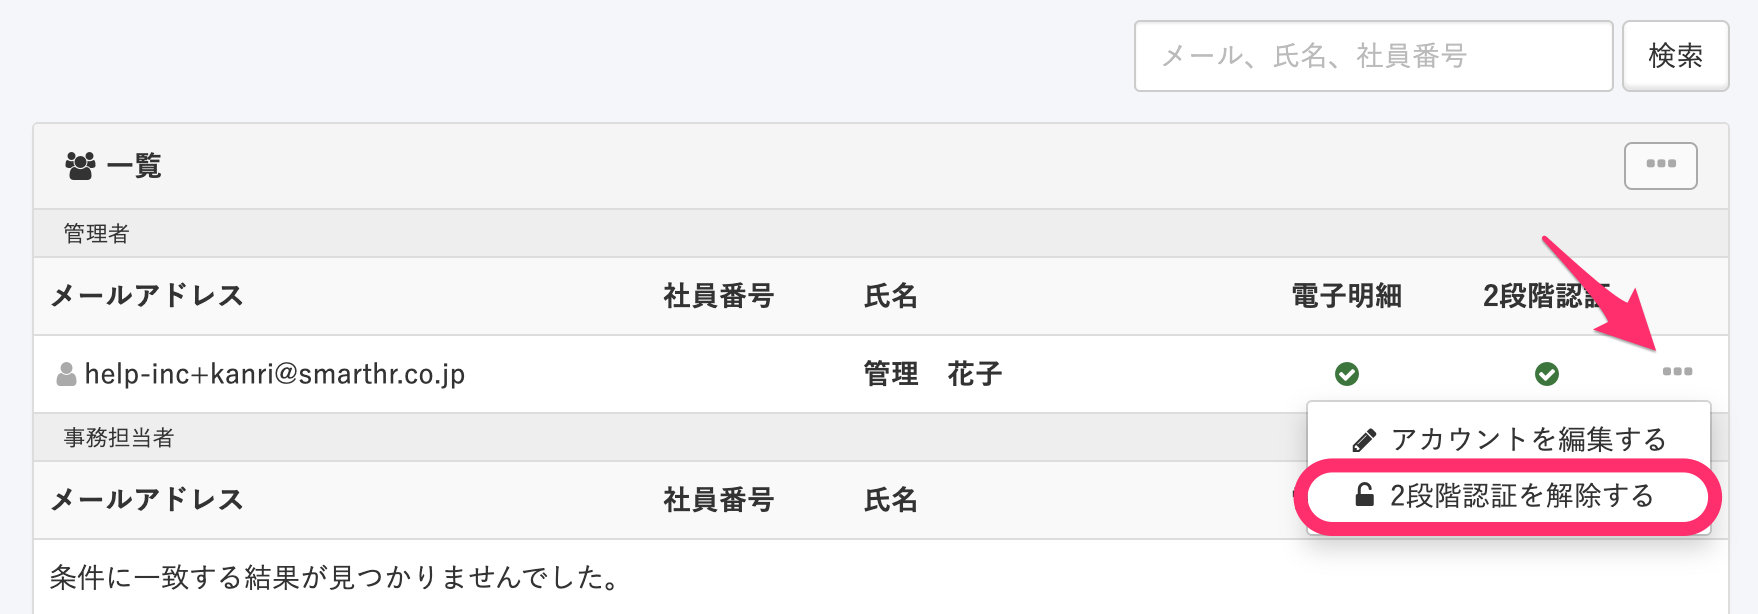 メール、氏名、社員番号 検索
一覧
管理者
メールアドレス 社員番号 氏名 電子明細 2段階認証
help-inc+kanri@smarthr.co.jp 管理 花子
アカウントを編集する
事務担当者
2段階認証を解除する
メールアドレス 社員番号 氏名
条件に一致する結果が見つかりませんでした。